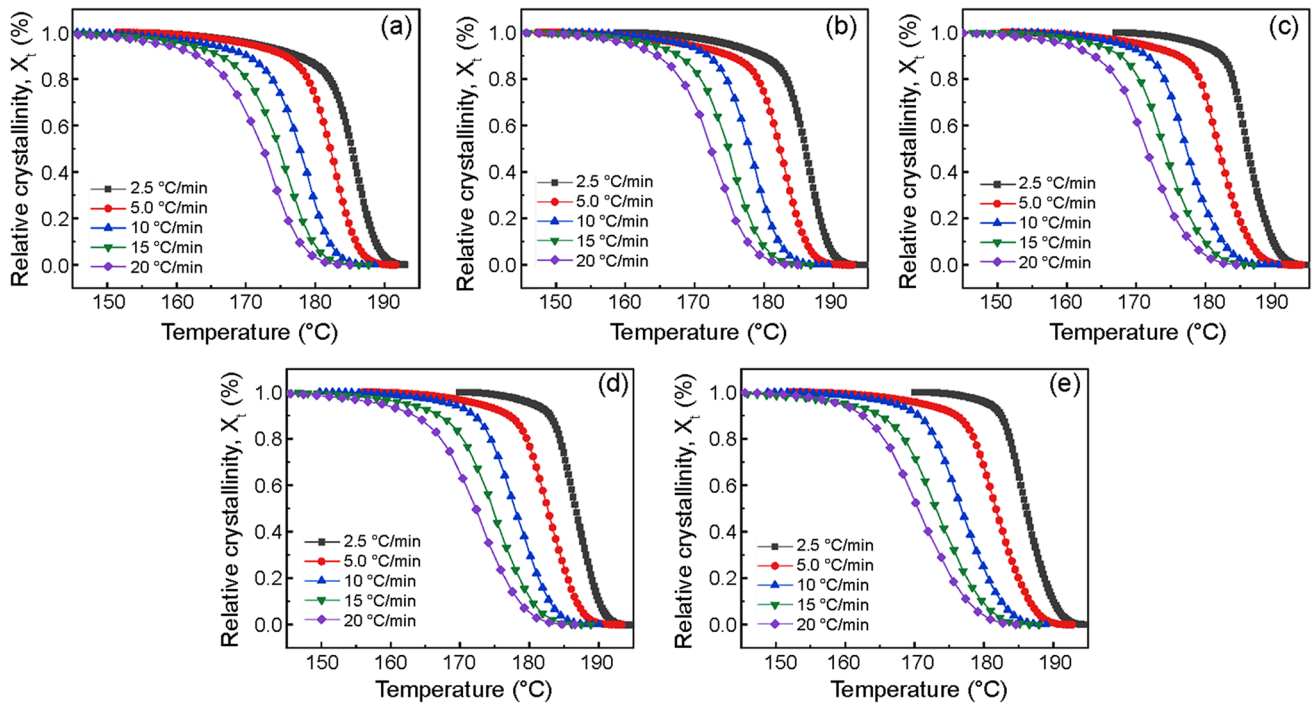 (a)
Relative crystallinity, Xt (%)
1.0
0.8
0.6
0.4
0.2
0.0
2.5 °C/min
5.0 °C/min
10 °C/min
15 °C/min
20 °C/min
150 160 170 180 190
Temperature (°C)
(b)
Relative crystallinity, Xt (%)
1.0
0.8
0.6
0.4
0.2
0.0
2.5 °C/min
5.0 °C/min
10 °C/min
15 °C/min
20 °C/min
150 160 170 180 190
Temperature (°C)
(c)
Relative crystallinity, Xt (%)
1.0
0.8
0.6
0.4
0.2
0.0
2.5 °C/min
5.0 °C/min
10 °C/min
15 °C/min
20 °C/min
150 160 170 180 190
Temperature (°C)
(d)
Relative crystallinity, Xt (%)
1.0
0.8
0.6
0.4
0.2
0.0
2.5 °C/min
5.0 °C/min
10 °C/min
15 °C/min
20 °C/min
150 160 170 180 190
Temperature (°C)
(e)
Relative crystallinity, Xt (%)
1.0
0.8
0.6
0.4
0.2
0.0
2.5 °C/min
5.0 °C/min
10 °C/min
15 °C/min
20 °C/min
150 160 170 180 190
Temperature (°C)